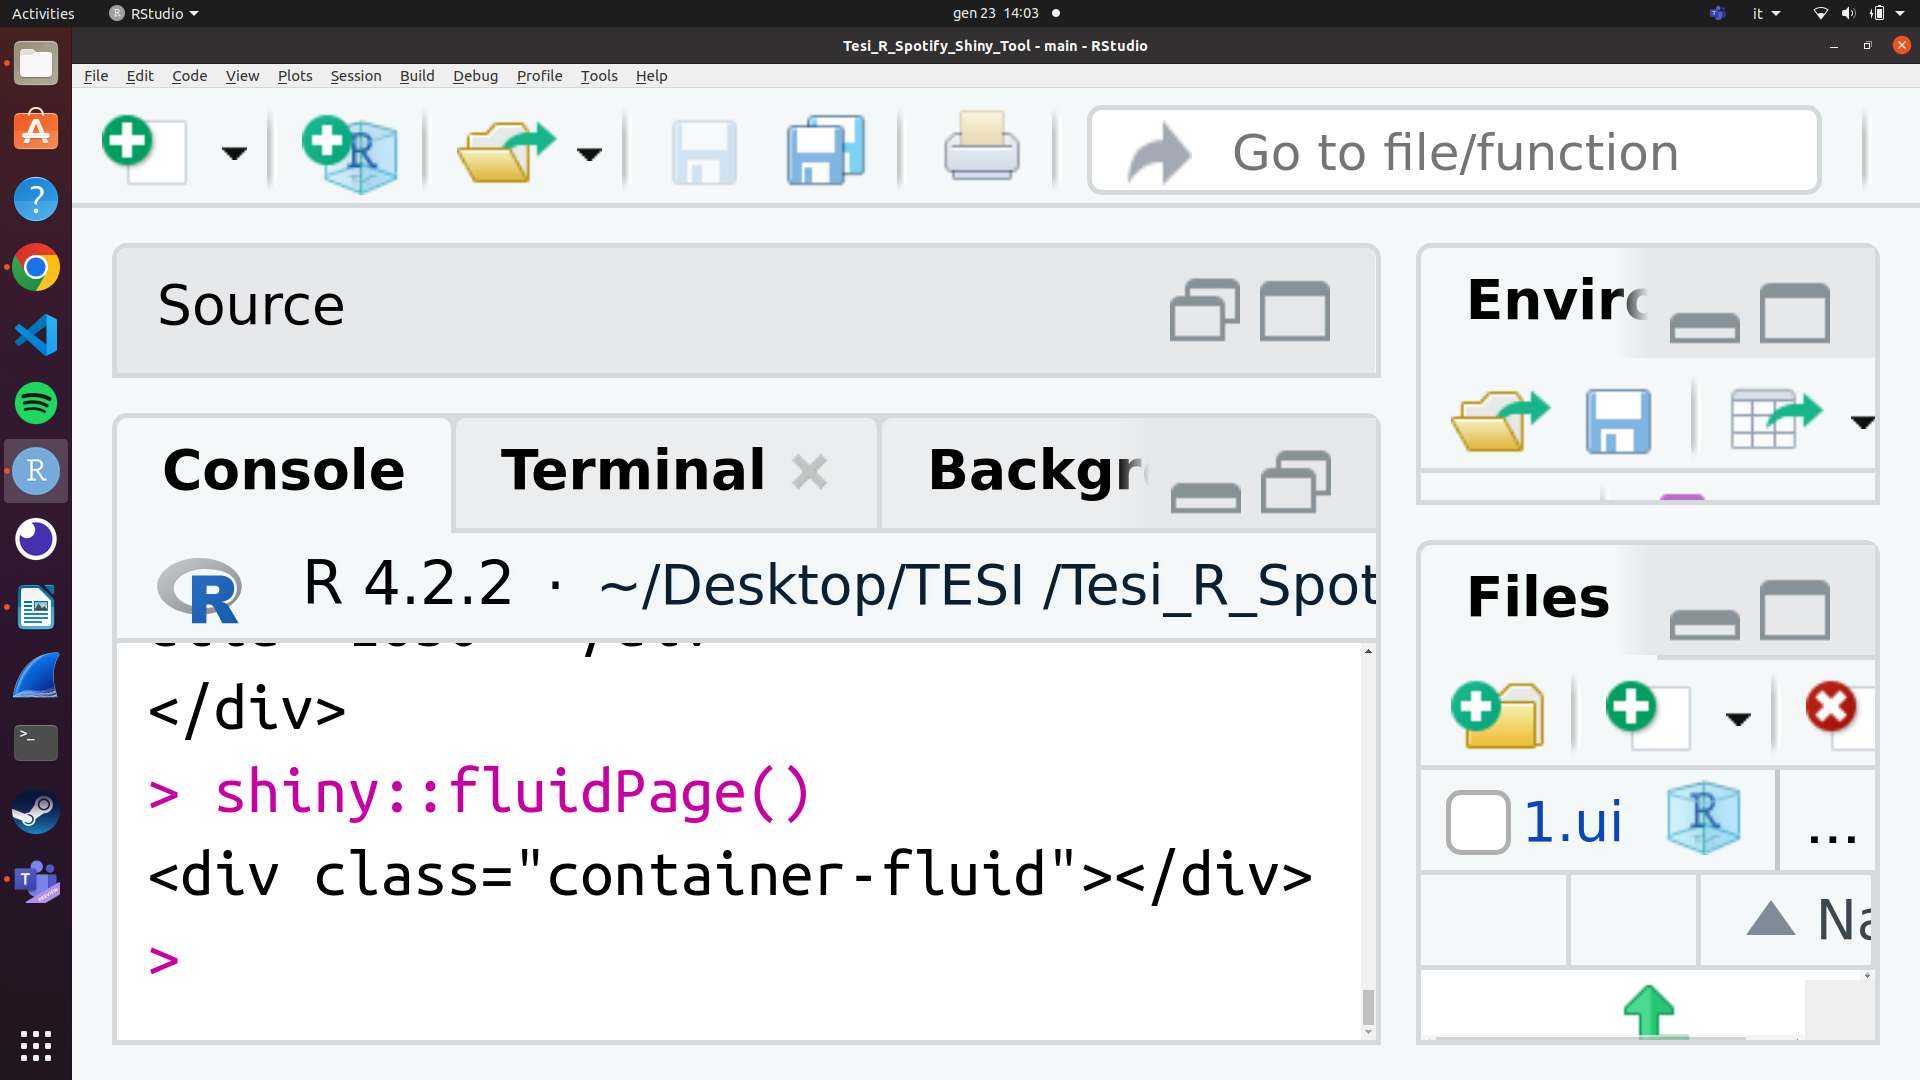 Activities
RStudio
gen 23 14:03
it
Tesi_R_Spotify_Shiny_Tool - main - RStudio
File Edit Code View Plots Session Build Debug Profile Tools Help
Go to file/function
Source
Console
Terminal
Backgr
R 4.2.2 · ~/Desktop/TESI /Tesi_R_Spot
</div>
> shiny::fluidPage()
<div class="container-fluid"></div>
>
Enviro
Files
1.ui
...
Na